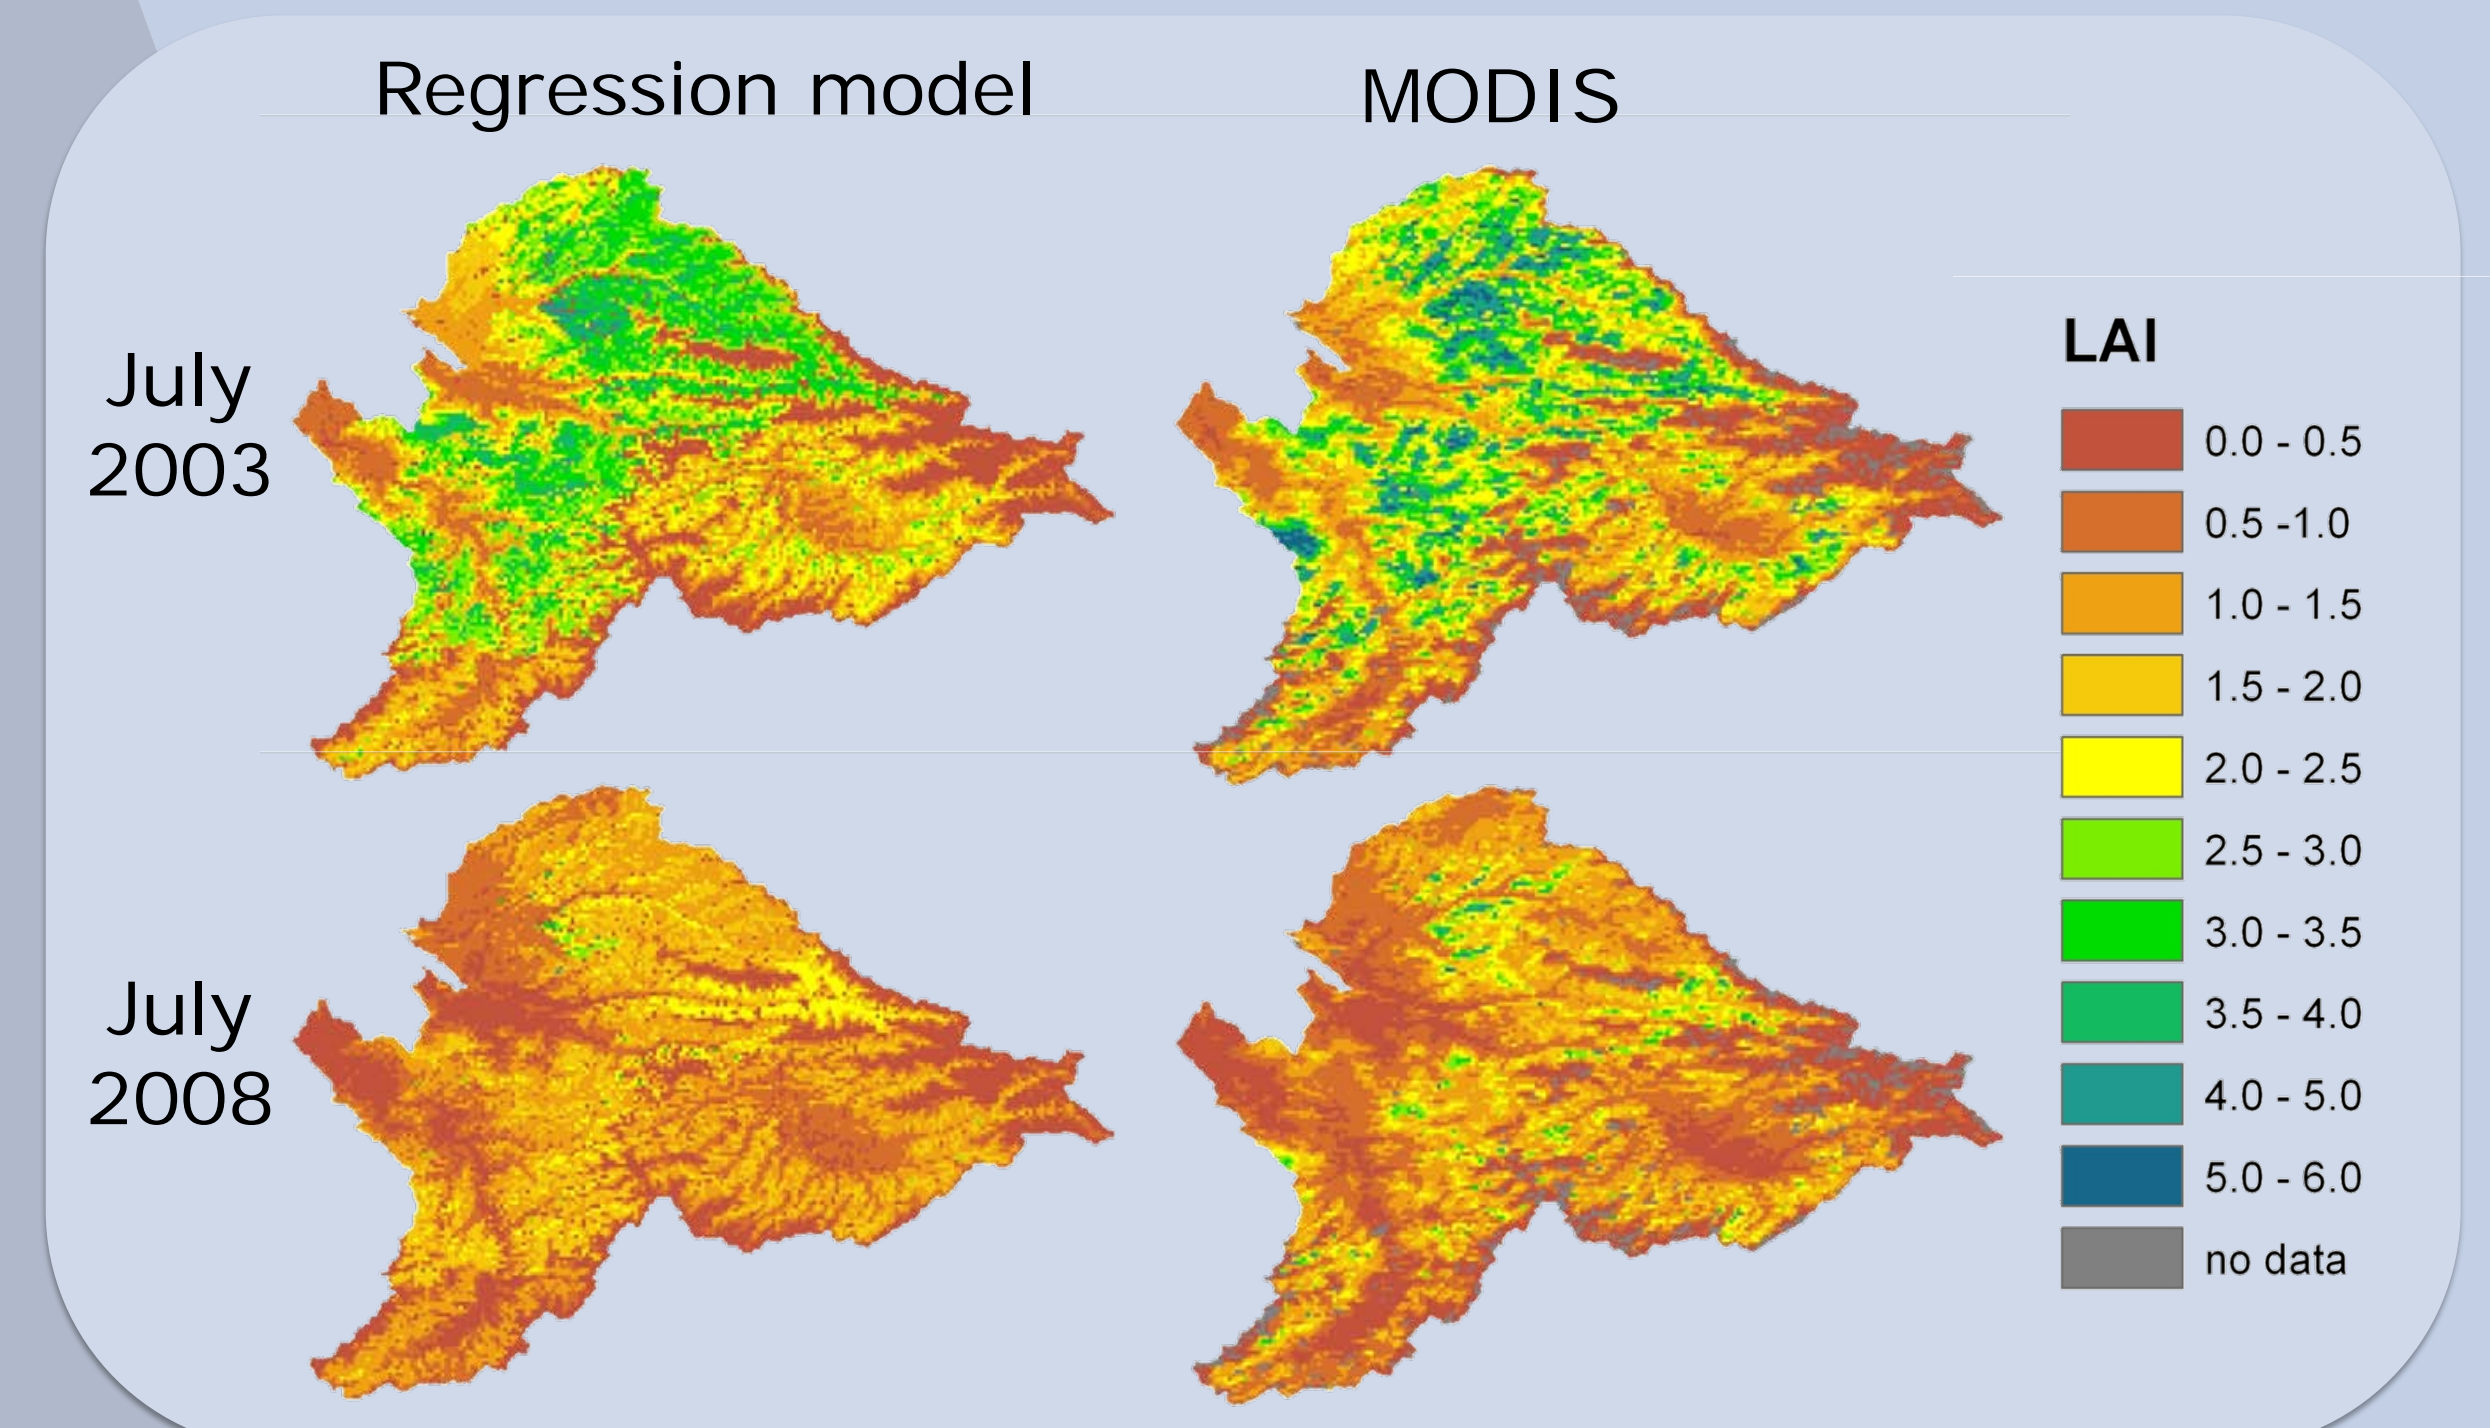 Regression model
MODIS
July
2003
July
2008
LAI
0.0 - 0.5
0.5 -1.0
1.0 - 1.5
1.5 - 2.0
2.0 - 2.5
2.5 - 3.0
3.0 - 3.5
3.5 - 4.0
4.0 - 5.0
5.0 - 6.0
no data